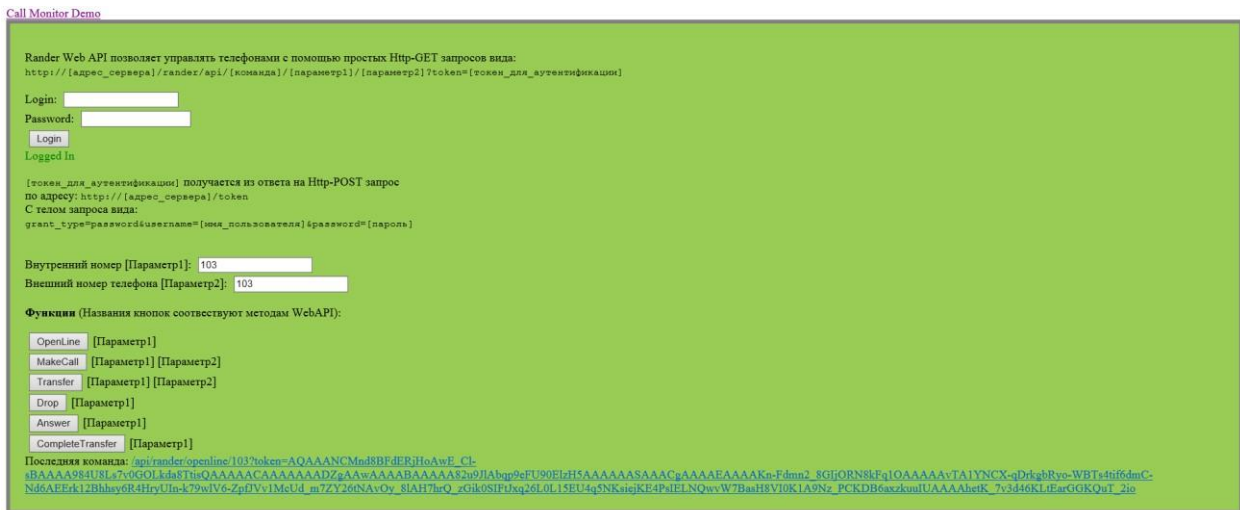 Call Monitor Demo
Rander Web API позволяет управлять телефонами с помощью простых Http-GET запросов вида:
http://[адрес_сервера]/rander/api/[команда]/[параметр1]/[параметр2]?token=[токен_для_аутентификации]
Login:
Password:
Login
Logged In
[токен_для_аутентификации] получается из ответа на Http-POST запрос
по адресу: http://[адрес_сервера]/token
С телом запроса вида:
grant_type=password&username=[имя_пользователя]&password=[пароль]
Внутренний номер [Параметр1]: 103
Внешний номер телефона [Параметр2]: 103
Функции (Названия кнопок соотвествуют методам WebAPI):
OpenLine [Параметр1]
MakeCall [Параметр1] [Параметр2]
Transfer [Параметр1] [Параметр2]
Drop [Параметр1]
Answer [Параметр1]
CompleteTransfer [Параметр1]
Последняя команда: /api/rander/openline/103?token=